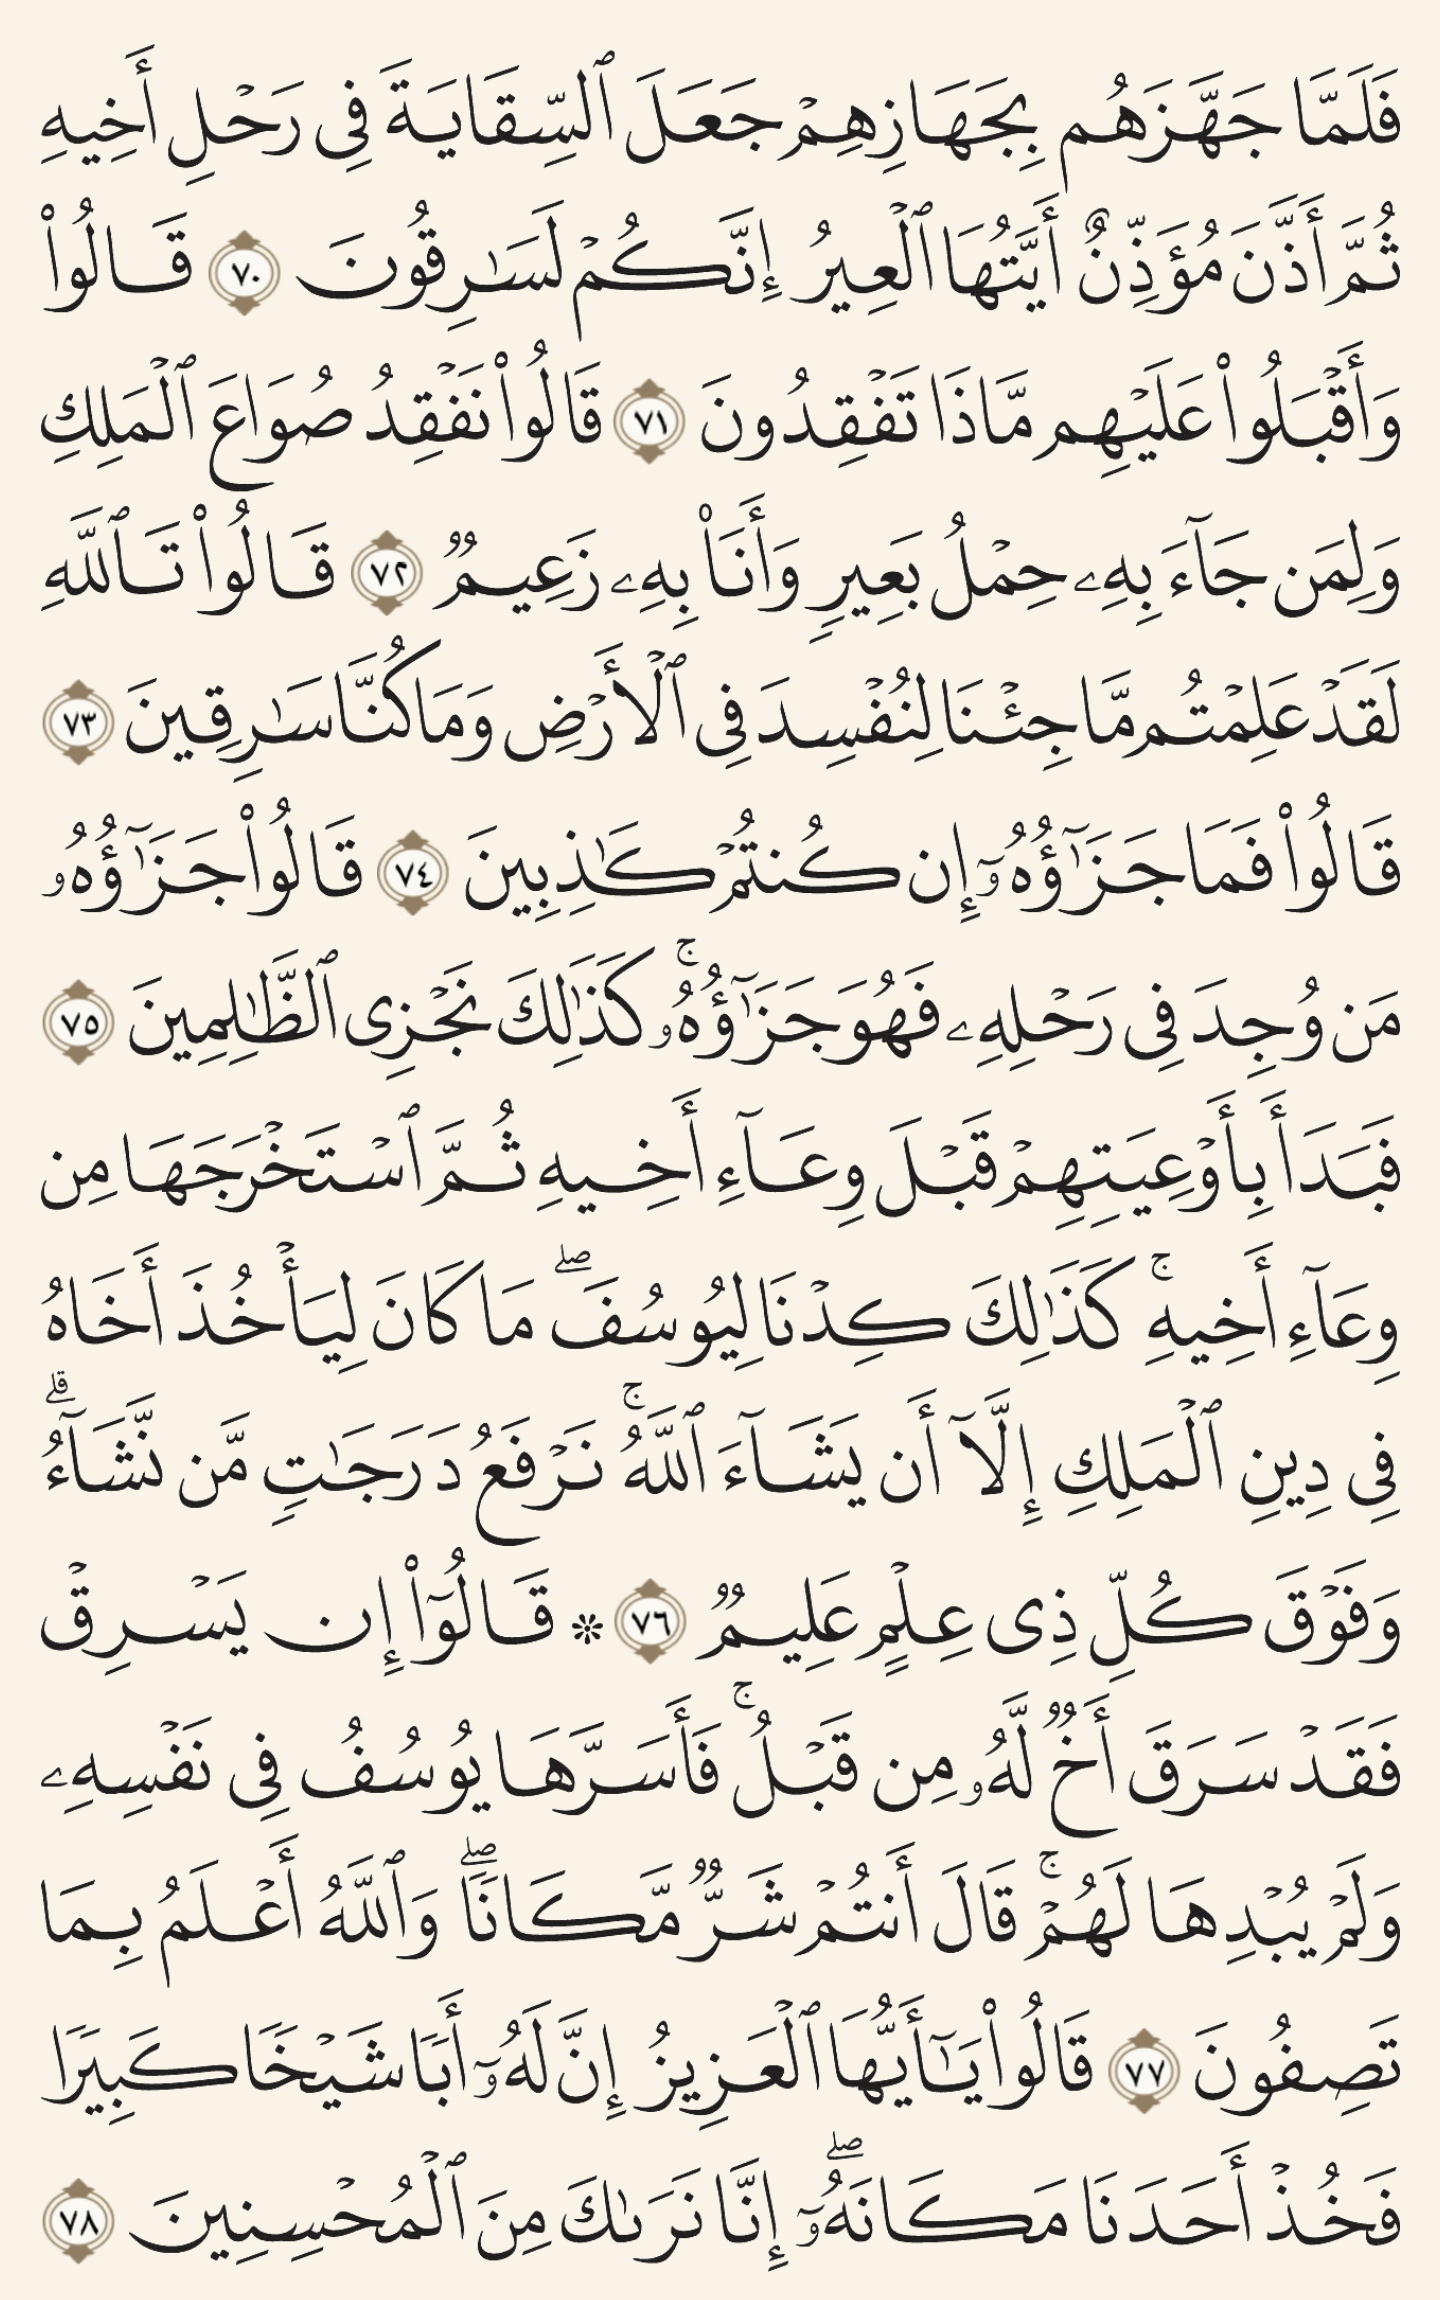 فَلَمَّا جَهَّزَهُم بِجَهَازِهِمْ جَعَلَ ٱلسِّقَايَةَ فِى رَحْلِ أَخِيهِ
ثُمَّ أَذَّنَ مُؤَذِّنٌ أَيَّتُهَا ٱلْعِيرُ إِنَّكُمْ لَسَٰرِقُونَ ٧٠ قَالُوا۟
وَأَقْبَلُوا۟ عَلَيْهِم مَّاذَا تَفْقِدُونَ ٧١ قَالُوا۟ نَفْقِدُ صُوَاعَ ٱلْمَلِكِ
وَلِمَن جَآءَ بِهِۦ حِمْلُ بَعِيرٍ وَأَنَا۠ بِهِۦ زَعِيمٌ ٧٢ قَالُوا۟ تَٱللَّهِ
لَقَدْ عَلِمْتُم مَّا جِئْنَا لِنُفْسِدَ فِى ٱلْأَرْضِ وَمَا كُنَّا سَٰرِقِينَ ٧٣
قَالُوا۟ فَمَا جَزَٰٓؤُهُۥٓ إِن كُنتُمْ كَٰذِبِينَ ٧٤ قَالُوا۟ جَزَٰٓؤُهُۥ
مَن وُجِدَ فِى رَحْلِهِۦ فَهُوَ جَزَٰٓؤُهُۥۚ كَذَٰلِكَ نَجْزِى ٱلظَّٰلِمِينَ ٧٥
فَبَدَأَ بِأَوْعِيَتِهِمْ قَبْلَ وِعَآءِ أَخِيهِ ثُمَّ ٱسْتَخْرَجَهَا مِن
وِعَآءِ أَخِيهِۚ كَذَٰلِكَ كِدْنَا لِيُوسُفَۖ مَا كَانَ لِيَأْخُذَ أَخَاهُ
فِى دِينِ ٱلْمَلِكِ إِلَّآ أَن يَشَآءَ ٱللَّهُۚ نَرْفَعُ دَرَجَٰتٍ مَّن نَّشَآءُۗ
وَفَوْقَ كُلِّ ذِى عِلْمٍ عَلِيمٌ ٧٦ ۞ قَالُوٓا۟ إِن يَسْرِقْ
فَقَدْ سَرَقَ أَخٌ لَّهُۥ مِن قَبْلُۚ فَأَسَرَّهَا يُوسُفُ فِى نَفْسِهِۦ
وَلَمْ يُبْدِهَا لَهُمْۚ قَالَ أَنتُمْ شَرٌّ مَّكَانًاۖ وَٱللَّهُ أَعْلَمُ بِمَا
تَصِفُونَ ٧٧ قَالُوا۟ يَٰٓأَيُّهَا ٱلْعَزِيزُ إِنَّ لَهُۥٓ أَبًا شَيْخًا كَبِيرًا
فَخُذْ أَحَدَنَا مَكَانَهُۥٓۖ إِنَّا نَرَىٰكَ مِنَ ٱلْمُحْسِنِينَ ٧٨